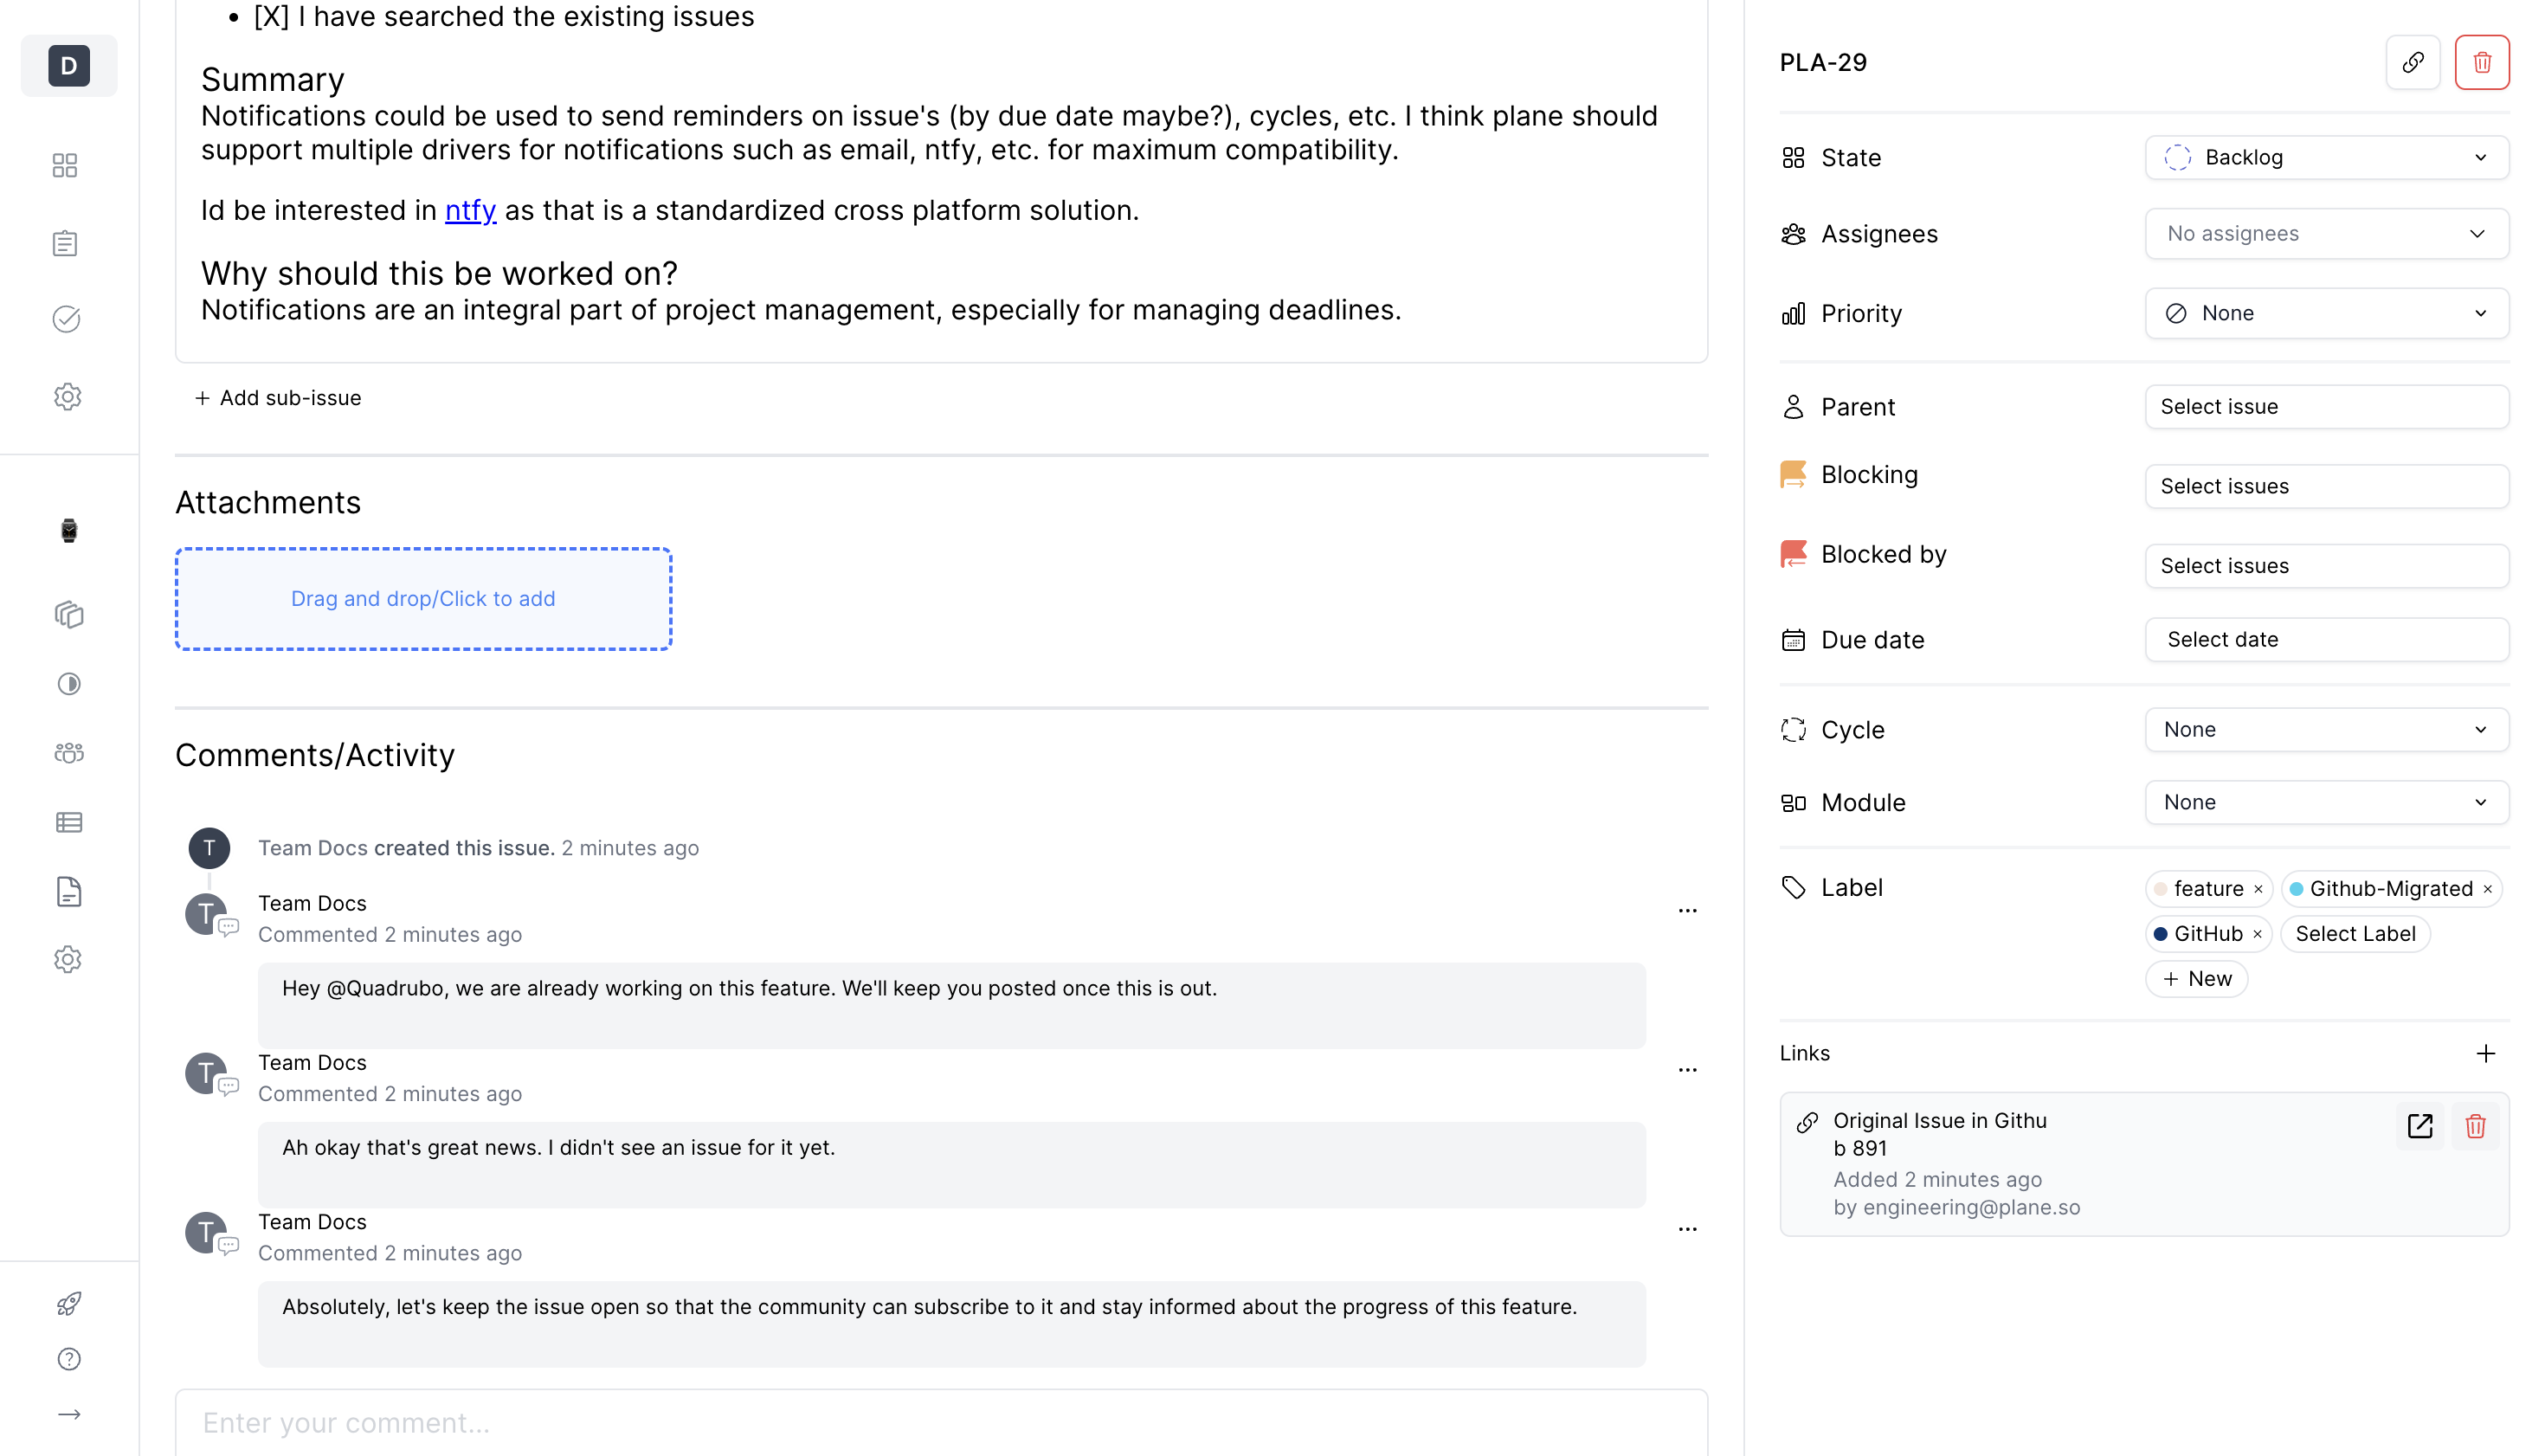 D
[X] I have searched the existing issues
Summary
Notifications could be used to send reminders on issue's (by due date maybe?), cycles, etc. I think plane should
support multiple drivers for notifications such as email, ntfy, etc. for maximum compatibility.
Id be interested in ntfy as that is a standardized cross platform solution.
Why should this be worked on?
Notifications are an integral part of project management, especially for managing deadlines.
+ Add sub-issue
Attachments
Drag and drop/Click to add
Comments/Activity
T
Team Docs created this issue. 2 minutes ago
T
Team Docs
Commented 2 minutes ago
Hey @Quadrubo, we are already working on this feature. We'll keep you posted once this is out.
T
Team Docs
Commented 2 minutes ago
Ah okay that's great news. I didn't see an issue for it yet.
T
Team Docs
Commented 2 minutes ago
Absolutely, let's keep the issue open so that the community can subscribe to it and stay informed about the progress of this feature.
Enter your comment...
PLA-29
State
Backlog
Assignees
No assignees
Priority
None
Parent
Select issue
Blocking
Select issues
Blocked by
Select issues
Due date
Select date
Cycle
None
Module
None
Label
feature ×
Github-Migrated ×
GitHub ×
Select Label
+ New
Links
Original Issue in Githu
b 891
Added 2 minutes ago
by engineering@plane.so